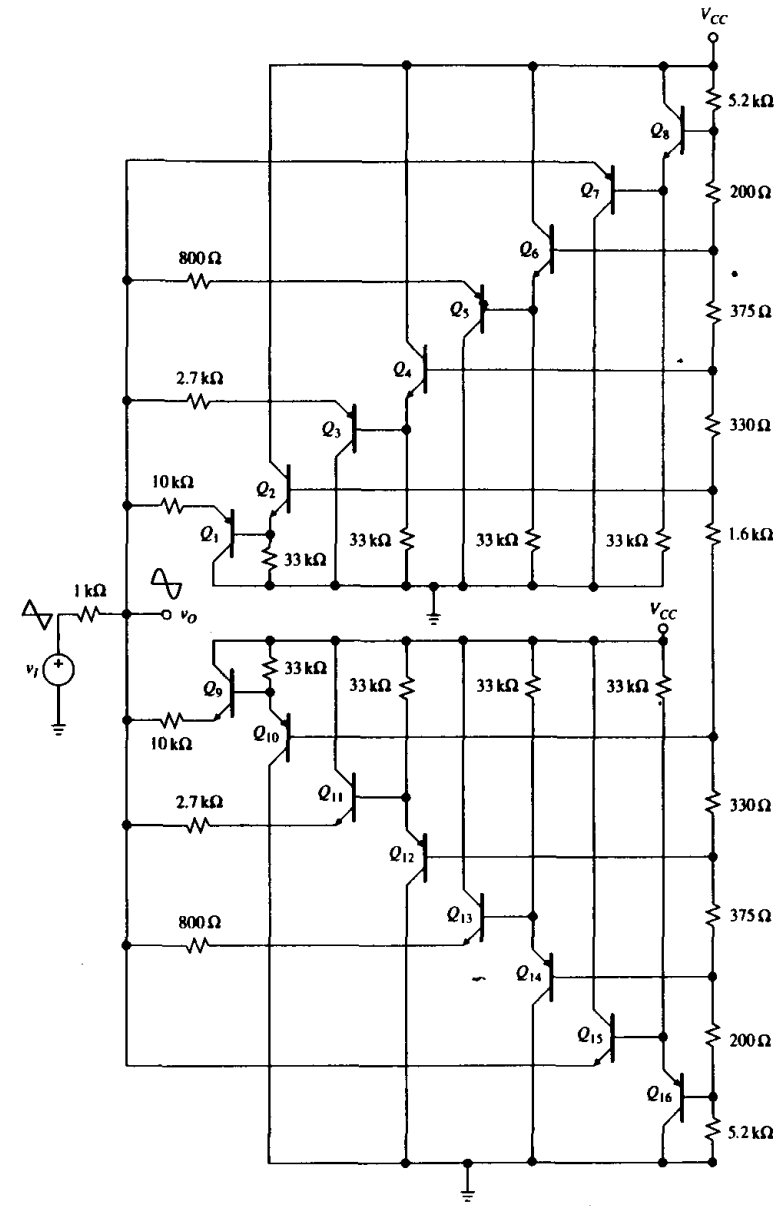 V_CC
5.2 kΩ
Q_8
Q_7
200 Ω
Q_6
800 Ω
Q_5
375 Ω
Q_4
2.7 kΩ
Q_3
330 Ω
Q_2
10 kΩ
Q_1
33 kΩ
33 kΩ
33 kΩ
33 kΩ
1.6 kΩ
1 kΩ
v_O
V_CC
v_I
Q_9
33 kΩ
33 kΩ
33 kΩ
33 kΩ
10 kΩ
Q_10
Q_11
2.7 kΩ
330 Ω
Q_12
800 Ω
Q_13
375 Ω
Q_14
Q_15
200 Ω
Q_16
5.2 kΩ